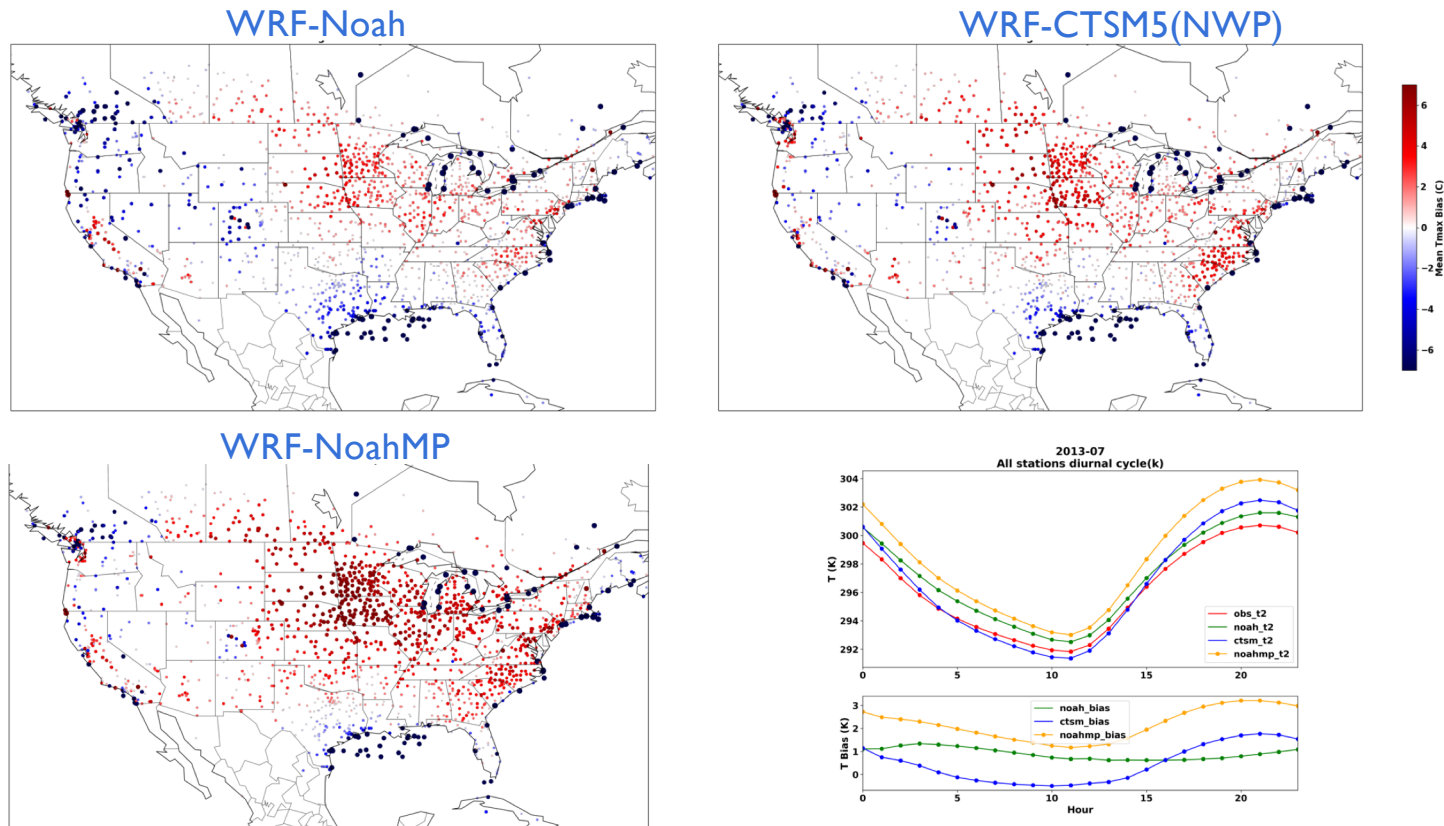 WRF-Noah
WRF-CTSM5(NWP)
6
4
2
0
−2
−4
−6
Mean Tmax Bias (C)
WRF-NoahMP
2013-07
All stations diurnal cycle(k)
304
302
300
298
296
294
292
T (K)
obs_t2
noah_t2
ctsm_t2
noahmp_t2
0 5 10 15 20
3
2
1
0
T Bias (K)
noah_bias
ctsm_bias
noahmp_bias
0 5 10 15 20
Hour